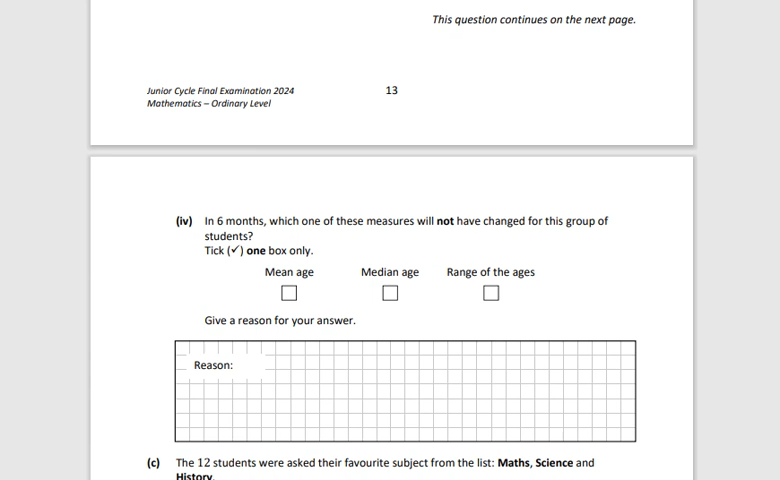 This question continues on the next page.
Junior Cycle Final Examination 2024
Mathematics – Ordinary Level
13
(iv) In 6 months, which one of these measures will not have changed for this group of
students?
Tick (✓) one box only.
Mean age Median age Range of the ages
Give a reason for your answer.
Reason:
(c) The 12 students were asked their favourite subject from the list: Maths, Science and
History.